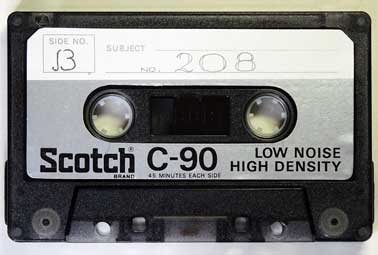 SIDE NO.
B
SUBJECT
NO. 208
Scotch® C-90
BRAND
45 MINUTES EACH SIDE
LOW NOISE
HIGH DENSITY